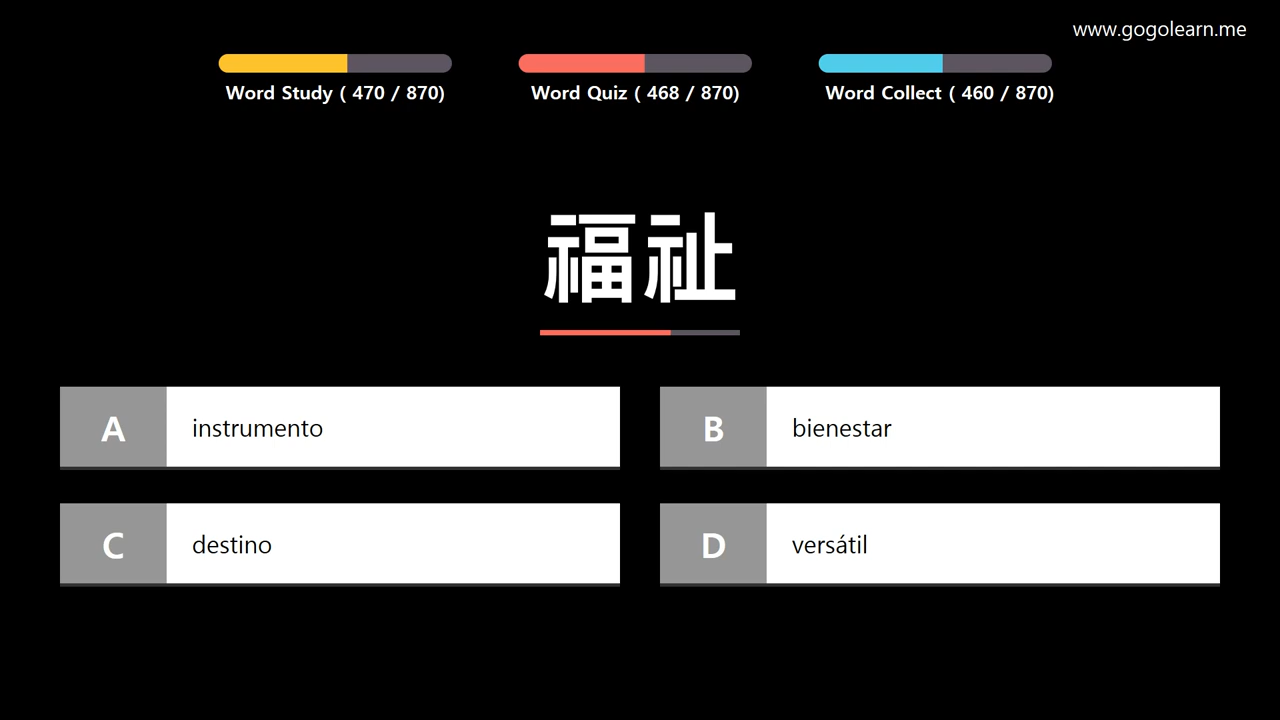 www.gogolearn.me
Word Study ( 470 / 870)
Word Quiz ( 468 / 870)
Word Collect ( 460 / 870)
福祉
A instrumento
B bienestar
C destino
D versátil